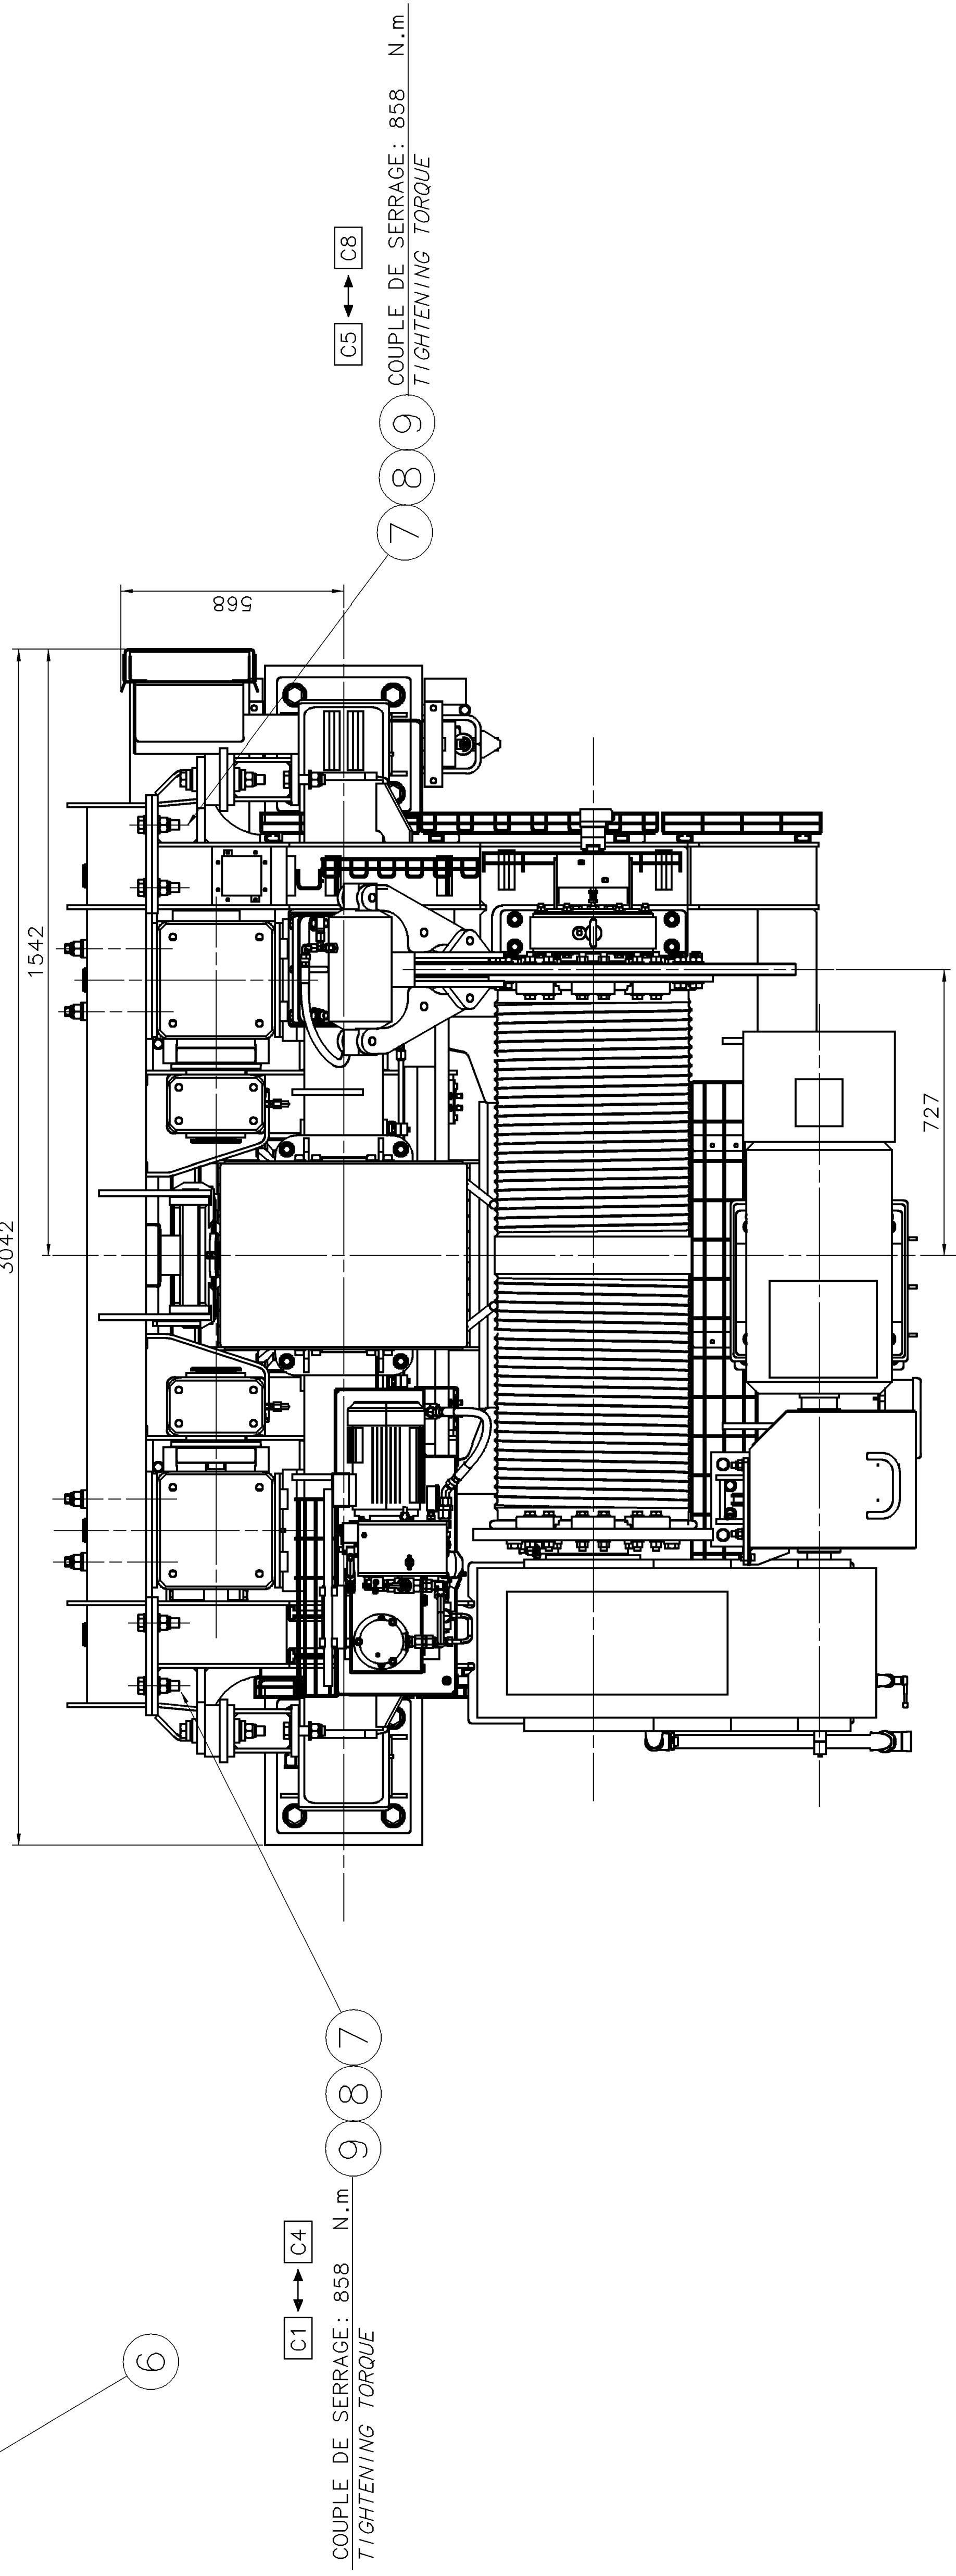 C5 C8
COUPLE DE SERRAGE: 858 N.m
TIGHTENING TORQUE
7 8 9
568
1542
3042
727
9 8 7
C1 C4
COUPLE DE SERRAGE: 858 N.m
TIGHTENING TORQUE
6